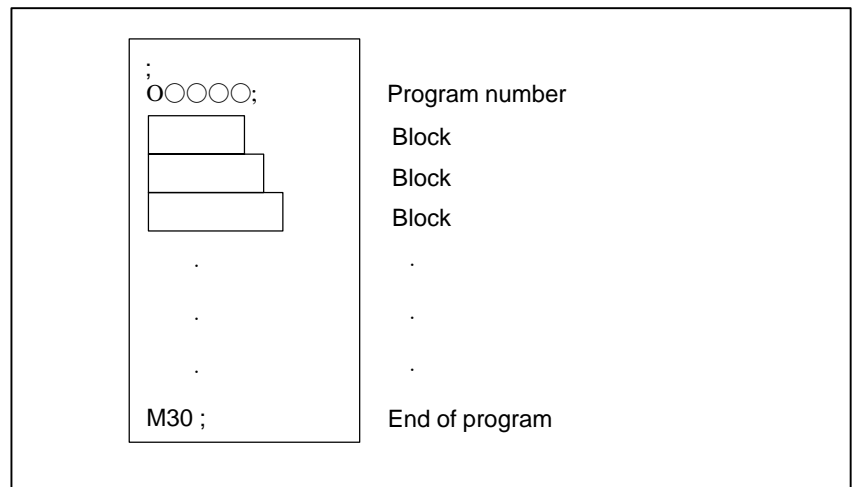 ;
O○○○○; Program number
Block
Block
Block
. .
. .
. .
M30 ; End of program